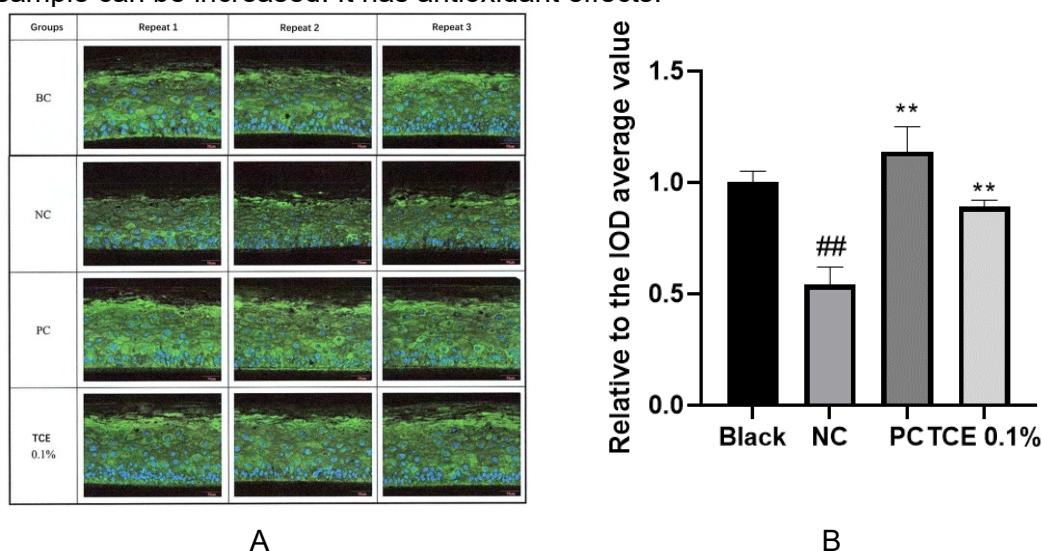 sample can be increased. It has antioxidant effects.
Groups Repeat 1 Repeat 2 Repeat 3
BC
NC
PC
TCE
0.1%
A
Relative to the IOD average value
1.5
1.0
0.5
0.0
**
##
**
Black NC PC TCE 0.1%
B